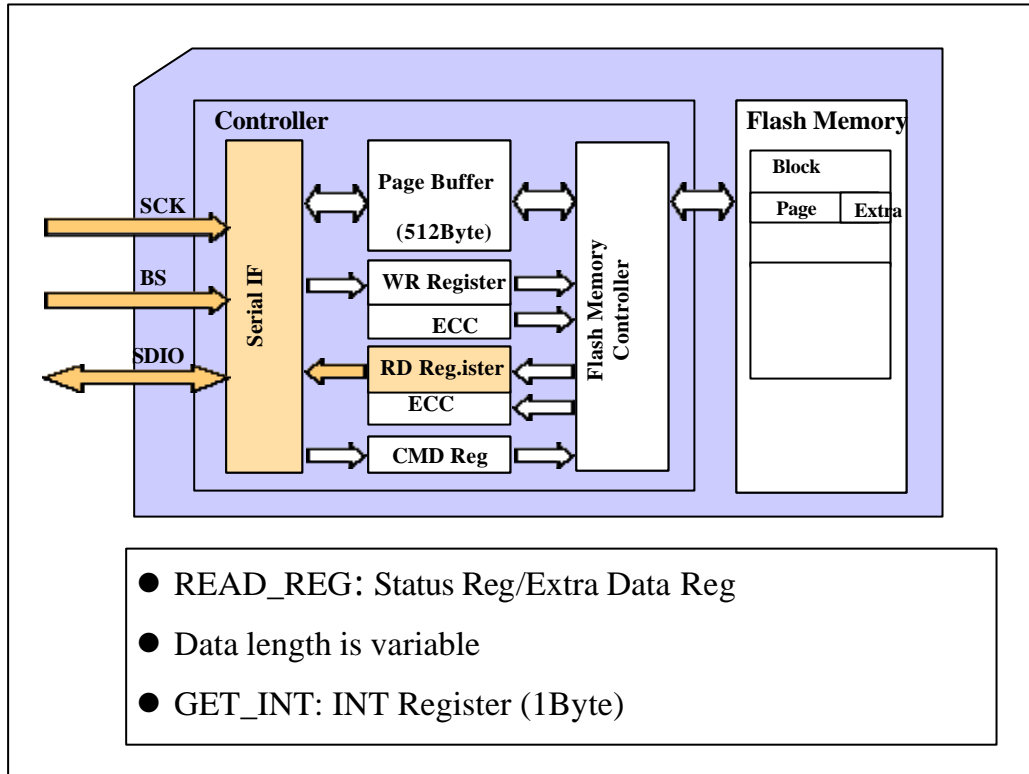 Controller
Flash Memory
SCK
BS
SDIO
Serial IF
Page Buffer
(512Byte)
WR Register
ECC
RD Reg.ister
ECC
CMD Reg
Flash Memory
Controller
Block
Page Extra
● READ_REG: Status Reg/Extra Data Reg
● Data length is variable
● GET_INT: INT Register (1Byte)